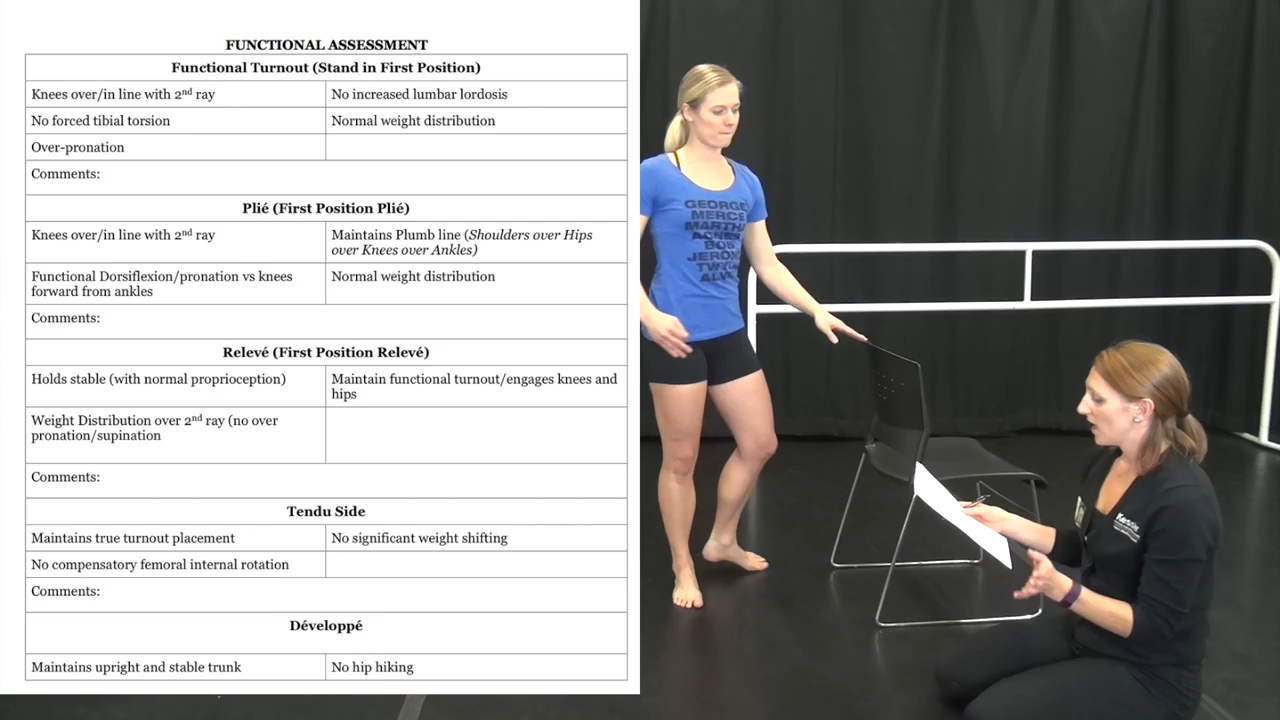 FUNCTIONAL ASSESSMENT
Functional Turnout (Stand in First Position)
Knees over/in line with 2nd ray
No increased lumbar lordosis
No forced tibial torsion
Normal weight distribution
Over-pronation
Comments:
Plié (First Position Plié)
Knees over/in line with 2nd ray
Maintains Plumb line (Shoulders over Hips
over Knees over Ankles)
Functional Dorsiflexion/pronation vs knees
forward from ankles
Normal weight distribution
Comments:
Relevé (First Position Relevé)
Holds stable (with normal proprioception)
Maintain functional turnout/engages knees and
hips
Weight Distribution over 2nd ray (no over
pronation/supination
Comments:
Tendu Side
Maintains true turnout placement
No significant weight shifting
No compensatory femoral internal rotation
Comments:
Développé
Maintains upright and stable trunk
No hip hiking
GEORGE
MERCE
MARTHA
AGNES
BOB
JEROME
TWYLA
ALVIN